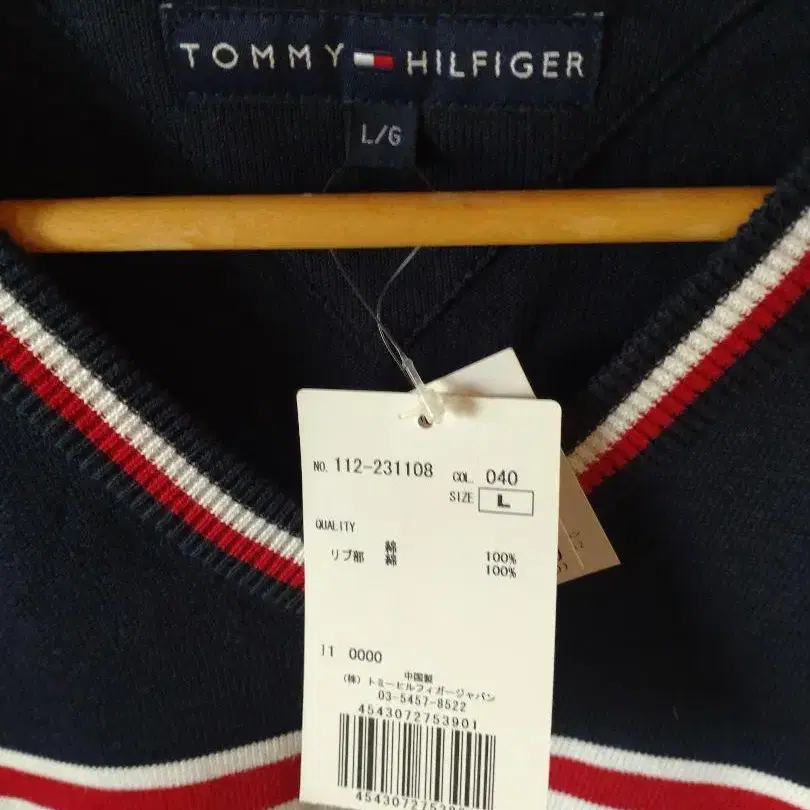 TOMMY HILFIGER
L/G
NO. 112-231108 COL. 040
SIZE L
QUALITY
綿 100%
リブ部 綿 100%
11 0000
中国製
(株)トミーヒルフィガージャパン
03-5457-8522
4543072753901